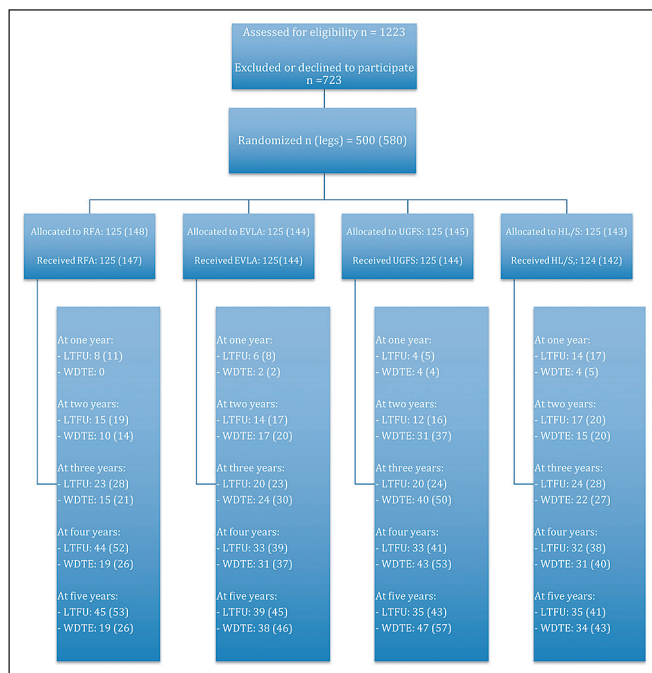 Assessed for eligibility n = 1223
Excluded or declined to participate
n =723
Randomized n (legs) = 500 (580)
Allocated to RFA: 125 (148)
Received RFA: 125 (147)
Allocated to EVLA: 125 (144)
Received EVLA: 125(144)
Allocated to UGFS: 125 (145)
Received UGFS: 125 (144)
Allocated to HL/S: 125 (143)
Received HL/S,: 124 (142)
At one year:
- LTFU: 8 (11)
- WDTE: 0
At two years:
- LTFU: 15 (19)
- WDTE: 10 (14)
At three years:
- LTFU: 23 (28)
- WDTE: 15 (21)
At four years:
- LTFU: 44 (52)
- WDTE: 19 (26)
At five years:
- LTFU: 45 (53)
- WDTE: 19 (26)
At one year:
- LTFU: 6 (8)
- WDTE: 2 (2)
At two years:
- LTFU: 14 (17)
- WDTE: 17 (20)
At three years:
- LTFU: 20 (23)
- WDTE: 24 (30)
At four years:
- LTFU: 33 (39)
- WDTE: 31 (37)
At five years:
- LTFU: 39 (45)
- WDTE: 38 (46)
At one year:
- LTFU: 4 (5)
- WDTE: 4 (4)
At two years:
- LTFU: 12 (16)
- WDTE: 31 (37)
At three years:
- LTFU: 20 (24)
- WDTE: 40 (50)
At four years:
- LTFU: 33 (41)
- WDTE: 43 (53)
At five years:
- LTFU: 35 (43)
- WDTE: 47 (57)
At one year:
- LTFU: 14 (17)
- WDTE: 4 (5)
At two years:
- LTFU: 17 (20)
- WDTE: 15 (20)
At three years:
- LTFU: 24 (28)
- WDTE: 22 (27)
At four years:
- LTFU: 32 (38)
- WDTE: 31 (40)
At five years:
- LTFU: 35 (41)
- WDTE: 34 (43)